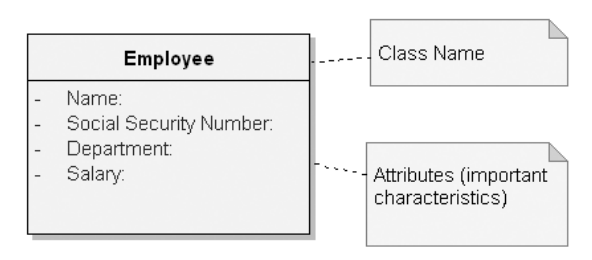 Employee
- Name:
- Social Security Number:
- Department:
- Salary:
Class Name
Attributes (important
characteristics)